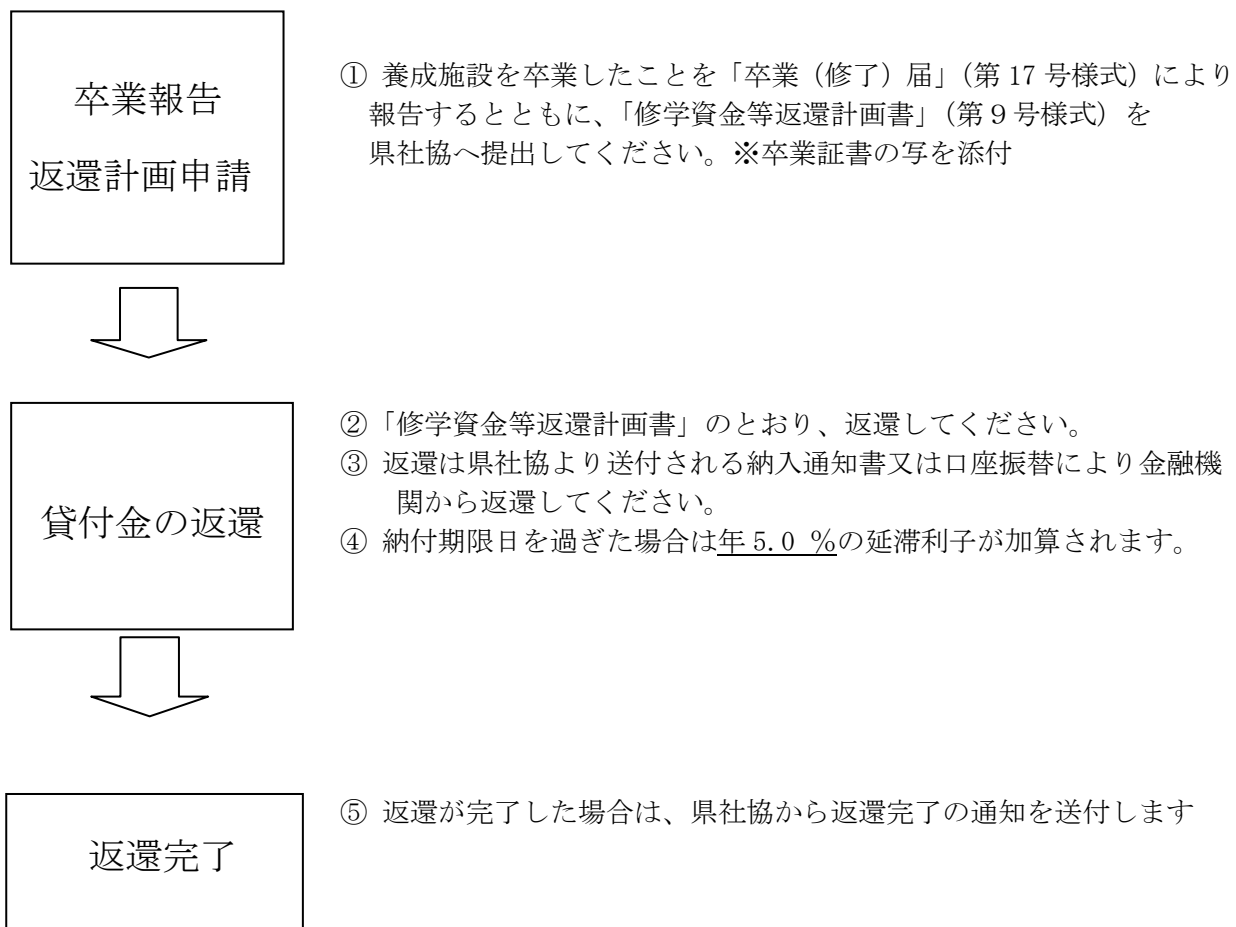 卒業報告
返還計画申請
① 養成施設を卒業したことを「卒業（修了）届」（第 17 号様式）により
報告するとともに、「修学資金等返還計画書」（第 9 号様式）を
県社協へ提出してください。※卒業証書の写を添付
貸付金の返還
②「修学資金等返還計画書」のとおり、返還してください。
③ 返還は県社協より送付される納入通知書又は口座振替により金融機
関から返還してください。
④ 納付期限日を過ぎた場合は年 5.0 %の延滞利子が加算されます。
返還完了
⑤ 返還が完了した場合は、県社協から返還完了の通知を送付します